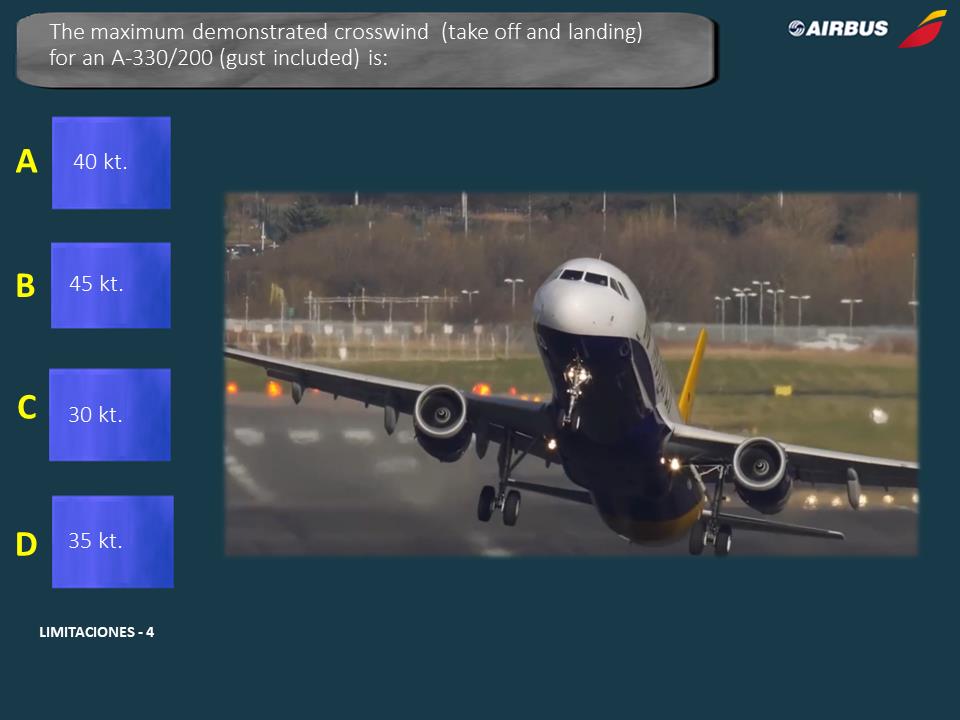 The maximum demonstrated crosswind  (take off and landing)
for an A-330/200 (gust included) is:
AIRBUS
A
40 kt.
B
45 kt.
C
30 kt.
D
35 kt.
LIMITACIONES - 4